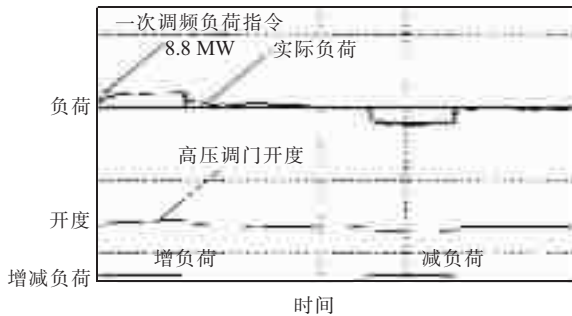 一次调频负荷指令
8.8 MW
实际负荷
负荷
高压调门开度
开度
增负荷
减负荷
增减负荷
时间